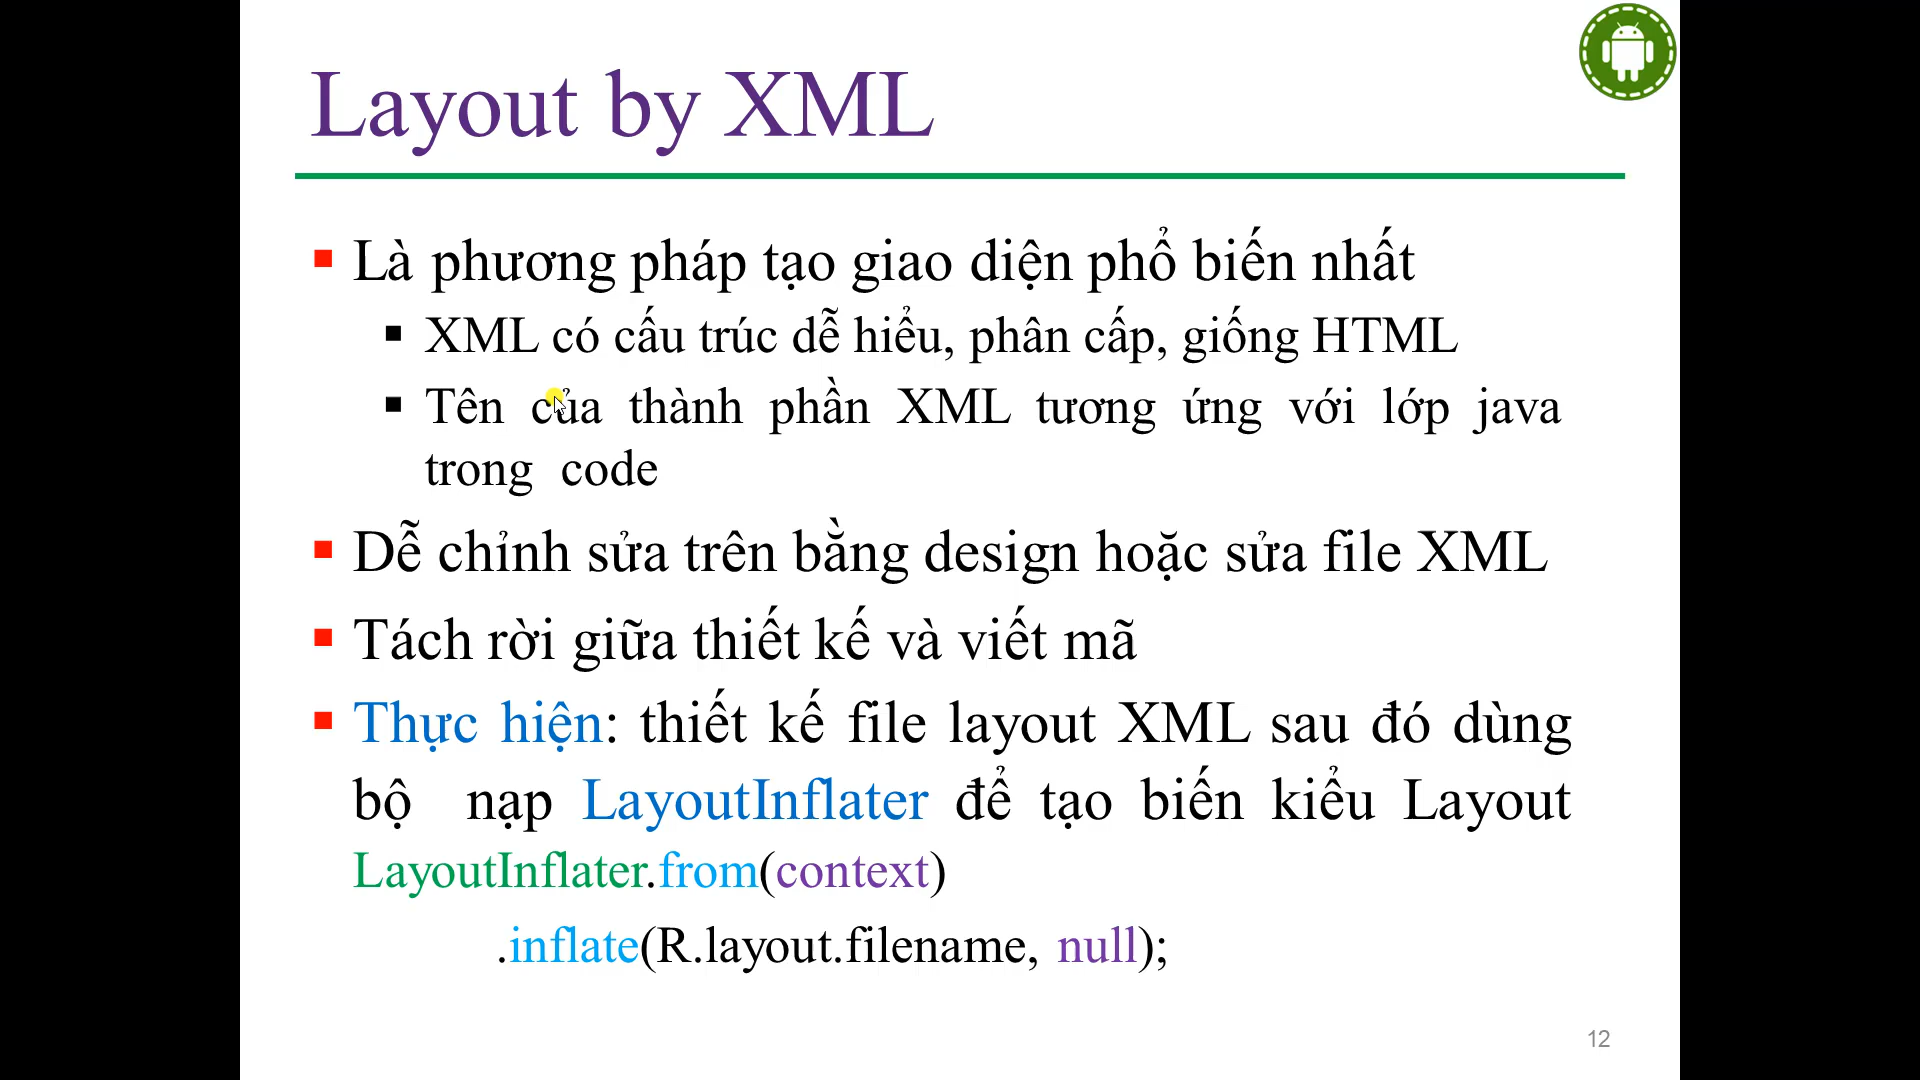 Layout by XML
Là phương pháp tạo giao diện phổ biến nhất
XML có cấu trúc dễ hiểu, phân cấp, giống HTML
Tên của thành phần XML tương ứng với lớp java
trong code
Dễ chỉnh sửa trên bằng design hoặc sửa file XML
Tách rời giữa thiết kế và viết mã
Thực hiện: thiết kế file layout XML sau đó dùng
bộ nạp LayoutInflater để tạo biến kiểu Layout
LayoutInflater.from(context)
.inflate(R.layout.filename, null);
12